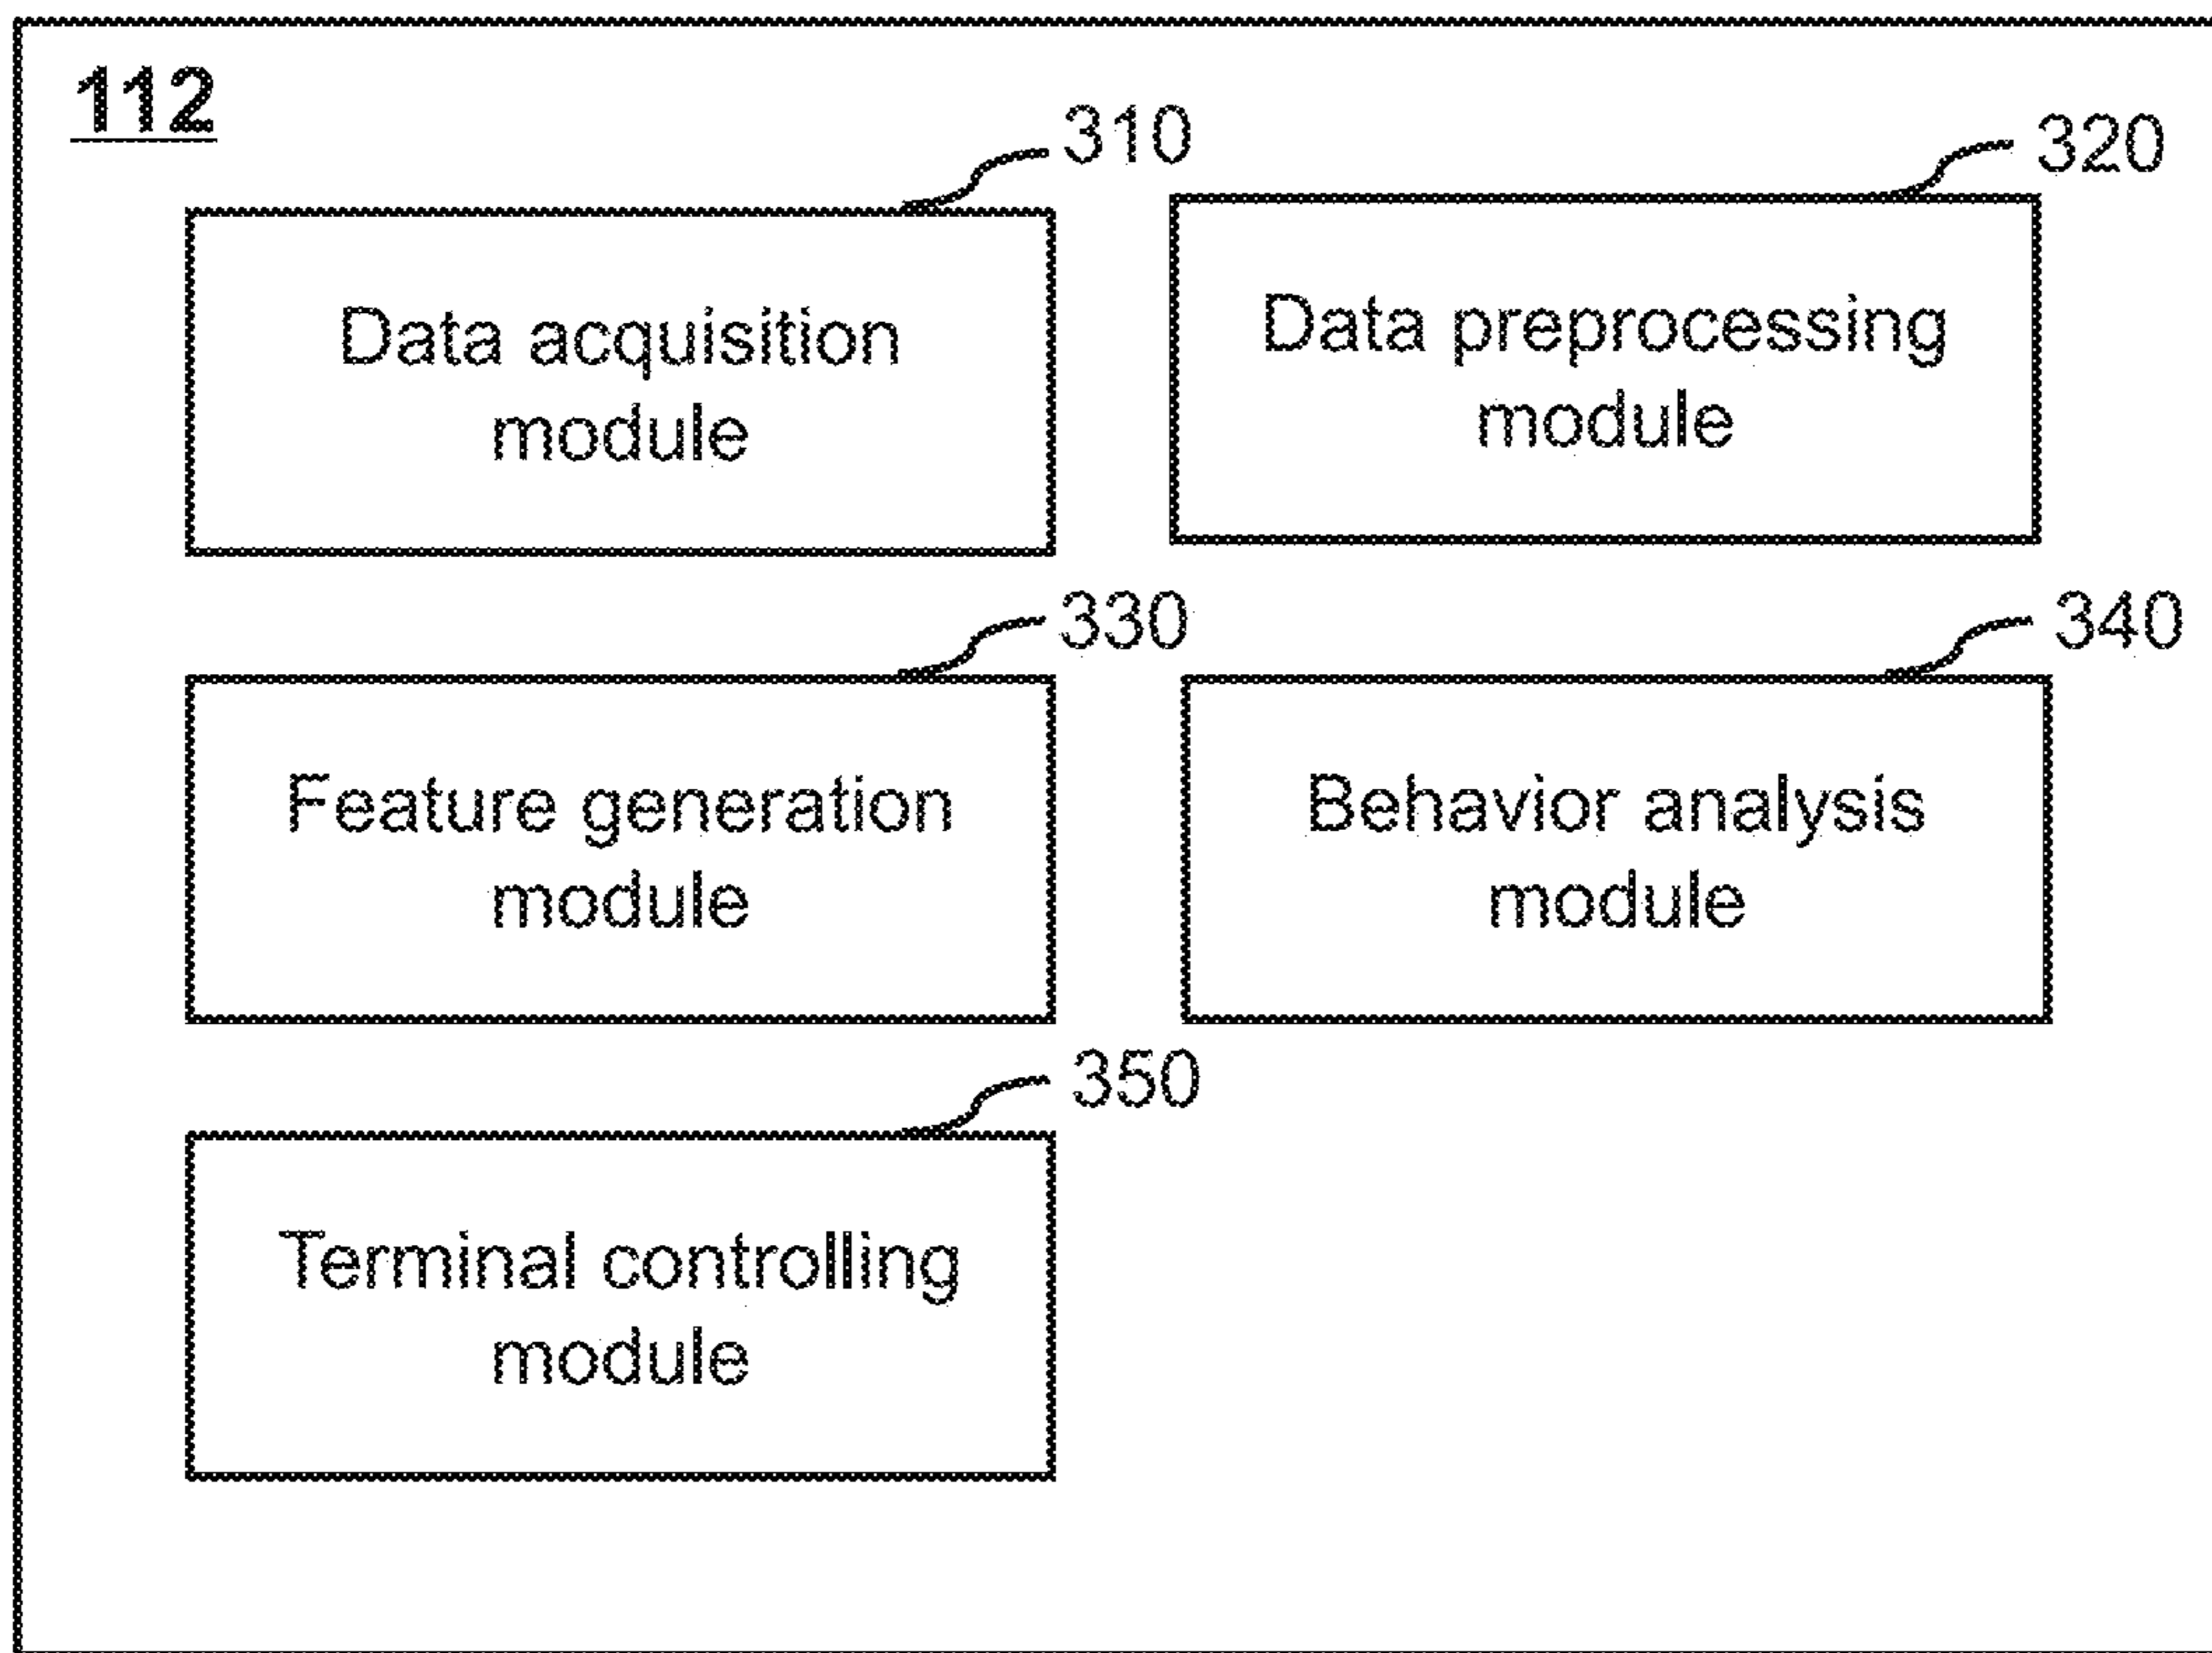 112
310
320
Data acquisition
module
Data preprocessing
module
330
340
Feature generation
module
Behavior analysis
module
350
Terminal controlling
module